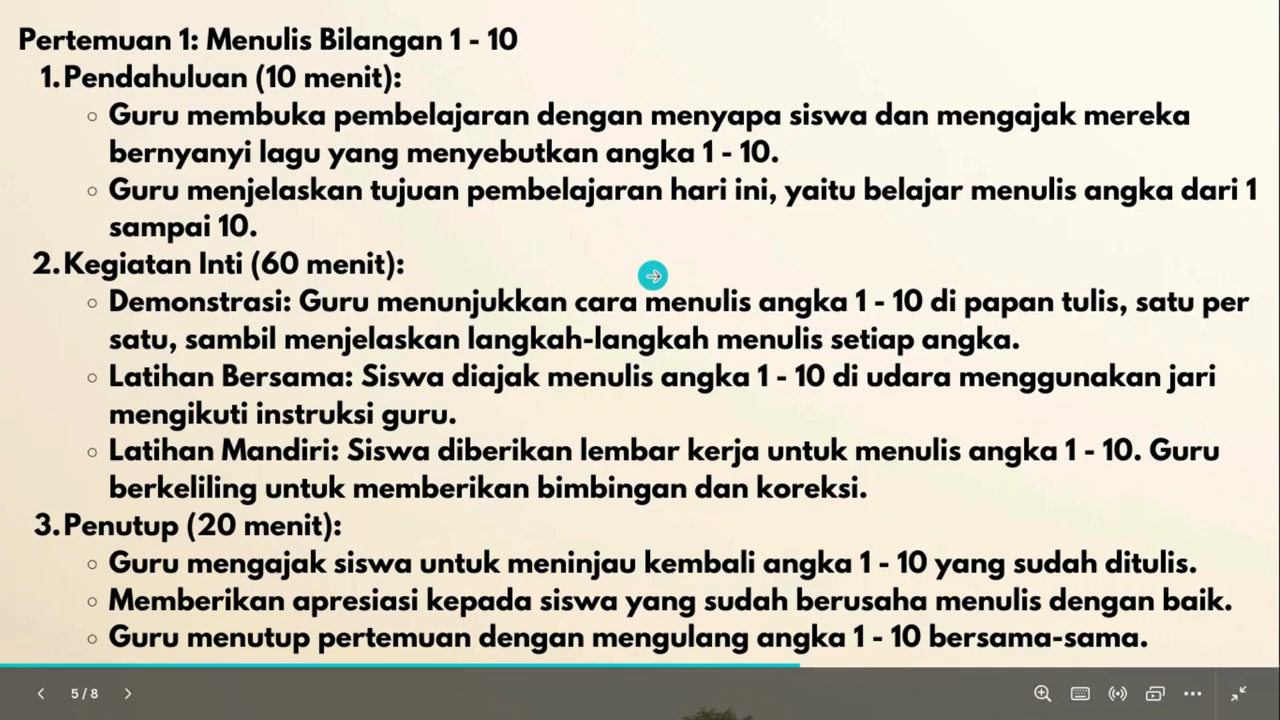 Pertemuan 1: Menulis Bilangan 1 - 10
1. Pendahuluan (10 menit):
Guru membuka pembelajaran dengan menyapa siswa dan mengajak mereka
bernyanyi lagu yang menyebutkan angka 1 - 10.
Guru menjelaskan tujuan pembelajaran hari ini, yaitu belajar menulis angka dari 1
sampai 10.
2. Kegiatan Inti (60 menit):
Demonstrasi: Guru menunjukkan cara menulis angka 1 - 10 di papan tulis, satu per
satu, sambil menjelaskan langkah-langkah menulis setiap angka.
Latihan Bersama: Siswa diajak menulis angka 1 - 10 di udara menggunakan jari
mengikuti instruksi guru.
Latihan Mandiri: Siswa diberikan lembar kerja untuk menulis angka 1 - 10. Guru
berkeliling untuk memberikan bimbingan dan koreksi.
3. Penutup (20 menit):
Guru mengajak siswa untuk meninjau kembali angka 1 - 10 yang sudah ditulis.
Memberikan apresiasi kepada siswa yang sudah berusaha menulis dengan baik.
Guru menutup pertemuan dengan mengulang angka 1 - 10 bersama-sama.
5 / 8